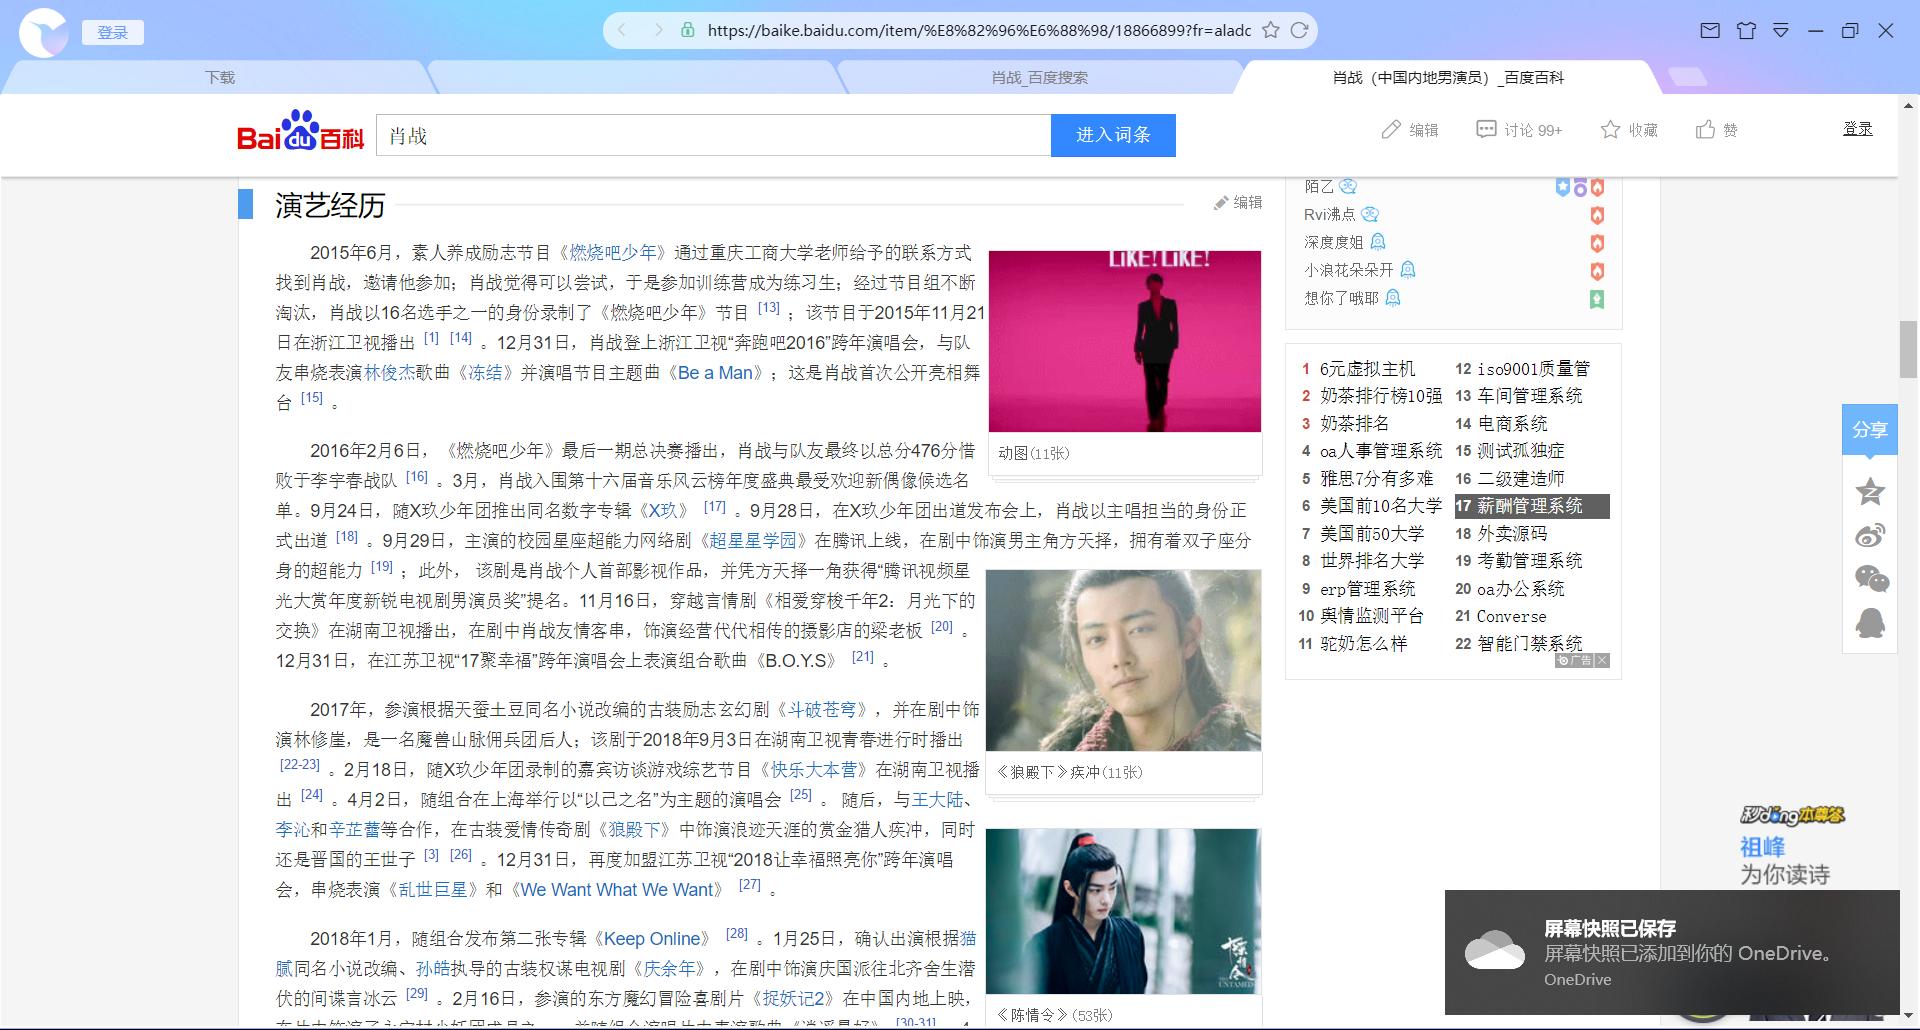 登录
https://baike.baidu.com/item/%E8%82%96%E6%88%98/18866899?fr=aladc
下载
肖战_百度搜索
肖战（中国内地男演员）_百度百科
Bai du 百科
肖战
进入词条
编辑
讨论 99+
收藏
赞
登录
演艺经历
编辑
2015年6月，素人养成励志节目《燃烧吧少年》通过重庆工商大学老师给予的联系方式
找到肖战，邀请他参加；肖战觉得可以尝试，于是参加训练营成为练习生；经过节目组不断
淘汰，肖战以16名选手之一的身份录制了《燃烧吧少年》节目 [13] ；该节目于2015年11月21
日在浙江卫视播出 [1] [14] 。12月31日，肖战登上浙江卫视“奔跑吧2016”跨年演唱会，与队
友串烧表演林俊杰歌曲《冻结》并演唱节目主题曲《Be a Man》；这是肖战首次公开亮相舞
台 [15] 。
2016年2月6日，《燃烧吧少年》最后一期总决赛播出，肖战与队友最终以总分476分惜
败于李宇春战队 [16] 。3月，肖战入围第十六届音乐风云榜年度盛典最受欢迎新偶像候选名
单。9月24日，随X玖少年团推出同名数字专辑《X玖》 [17] 。9月28日，在X玖少年团出道发布会上，肖战以主唱担当的身份正
式出道 [18] 。9月29日，主演的校园星座超能力网络剧《超星星学园》在腾讯上线，在剧中饰演男主角方天择，拥有着双子座分
身的超能力 [19] ；此外， 该剧是肖战个人首部影视作品，并凭方天择一角获得“腾讯视频星
光大赏年度新锐电视剧男演员奖”提名。11月16日，穿越言情剧《相爱穿梭千年2：月光下的
交换》在湖南卫视播出，在剧中肖战友情客串，饰演经营代代相传的摄影店的梁老板 [20] 。
12月31日，在江苏卫视“17聚幸福”跨年演唱会上表演组合歌曲《B.O.Y.S》 [21] 。
2017年，参演根据天蚕土豆同名小说改编的古装励志玄幻剧《斗破苍穹》，并在剧中饰
演林修崖，是一名魔兽山脉佣兵团后人；该剧于2018年9月3日在湖南卫视青春进行时播出
[22-23] 。2月18日，随X玖少年团录制的嘉宾访谈游戏综艺节目《快乐大本营》在湖南卫视播
出 [24] 。4月2日，随组合在上海举行以“以己之名”为主题的演唱会 [25] 。 随后，与王大陆、
李沁和辛芷蕾等合作，在古装爱情传奇剧《狼殿下》中饰演浪迹天涯的赏金猎人疾冲，同时
还是晋国的王世子 [3] [26] 。12月31日，再度加盟江苏卫视“2018让幸福照亮你”跨年演唱
会，串烧表演《乱世巨星》和《We Want What We Want》 [27] 。
2018年1月，随组合发布第二张专辑《Keep Online》 [28] 。1月25日，确认出演根据猫
腻同名小说改编、孙皓执导的古装权谋电视剧《庆余年》，在剧中饰演庆国派往北齐舍生潜
伏的间谍言冰云 [29] 。2月16日，参演的东方魔幻冒险喜剧片《捉妖记2》在中国内地上映，
[30-31]
LIKE!LIKE!
动图(11张)
《狼殿下》疾冲(11张)
陈情令
UNTAMED
《陈情令》(53张)
陌乙
Rvi沸点
深度度姐
小浪花朵朵开
想你了哦耶
1 6元虚拟主机
2 奶茶排行榜10强
3 奶茶排名
4 oa人事管理系统
5 雅思7分有多难
6 美国前10名大学
7 美国前50大学
8 世界排名大学
9 erp管理系统
10 舆情监测平台
11 驼奶怎么样
12 iso9001质量管
13 车间管理系统
14 电商系统
15 测试孤独症
16 二级建造师
17 薪酬管理系统
18 外卖源码
19 考勤管理系统
20 oa办公系统
21 Converse
22 智能门禁系统
广告
分享
秒dǒng本尊答
祖峰
为你读诗
屏幕快照已保存
屏幕快照已添加到你的 OneDrive。
OneDrive